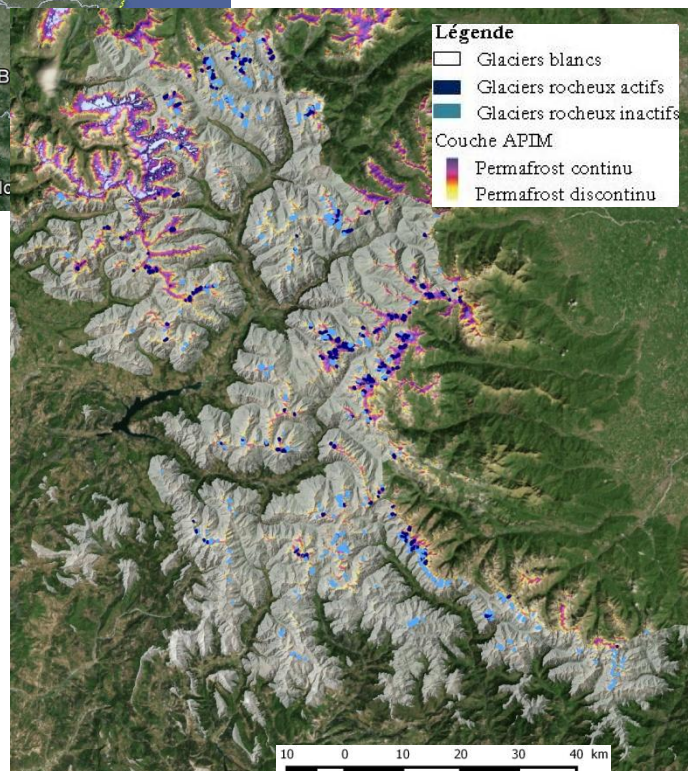 B
Légende
Glaciers blancs
Glaciers rocheux actifs
Glaciers rocheux inactifs
Couche APIM
Permafrost continu
Permafrost discontinu
10 0 10 20 30 40 km